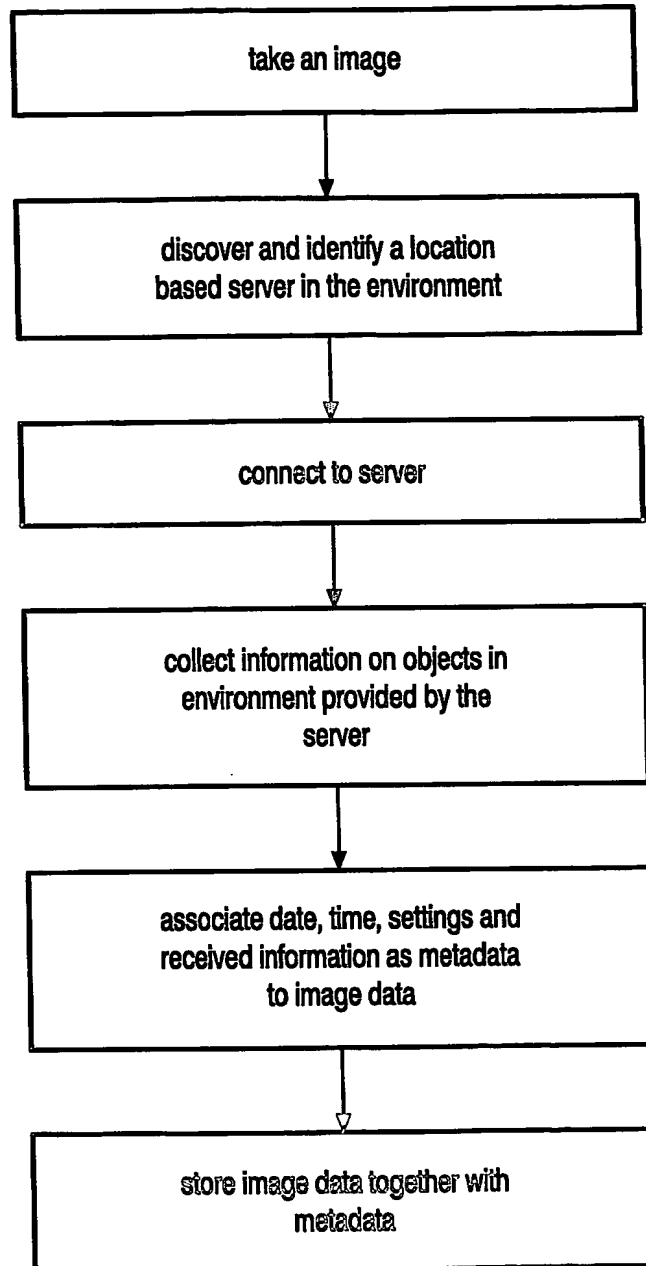 take an image
discover and identify a location
based server in the environment
connect to server
collect information on objects in
environment provided by the
server
associate date, time, settings and
received information as metadata
to image data
store image data together with
metadata